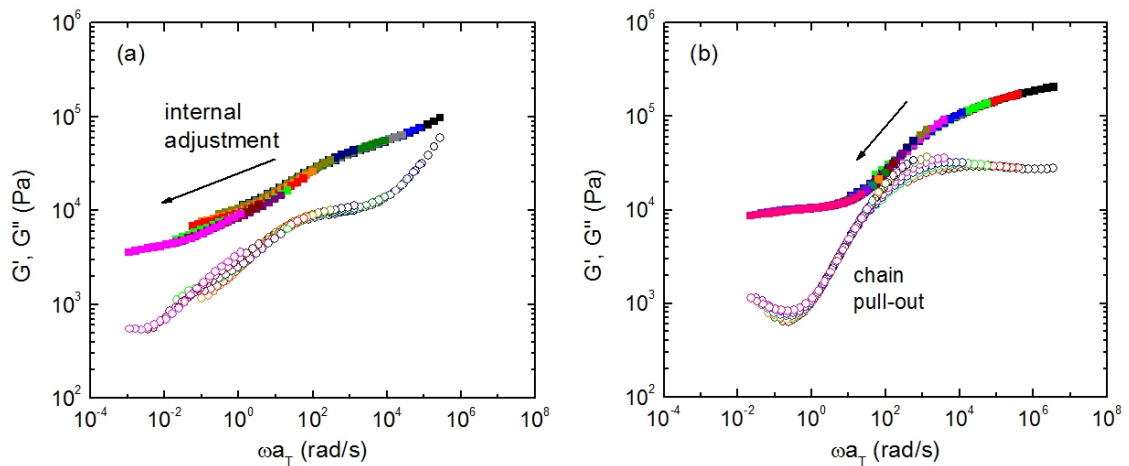 (a)
internal
adjustment
G', G'' (Pa)
10^6
10^5
10^4
10^3
10^2
10^-4 10^-2 10^0 10^2 10^4 10^6 10^8
ωa_T (rad/s)
(b)
chain
pull-out
G', G'' (Pa)
10^6
10^5
10^4
10^3
10^2
10^-4 10^-2 10^0 10^2 10^4 10^6 10^8
ωa_T (rad/s)